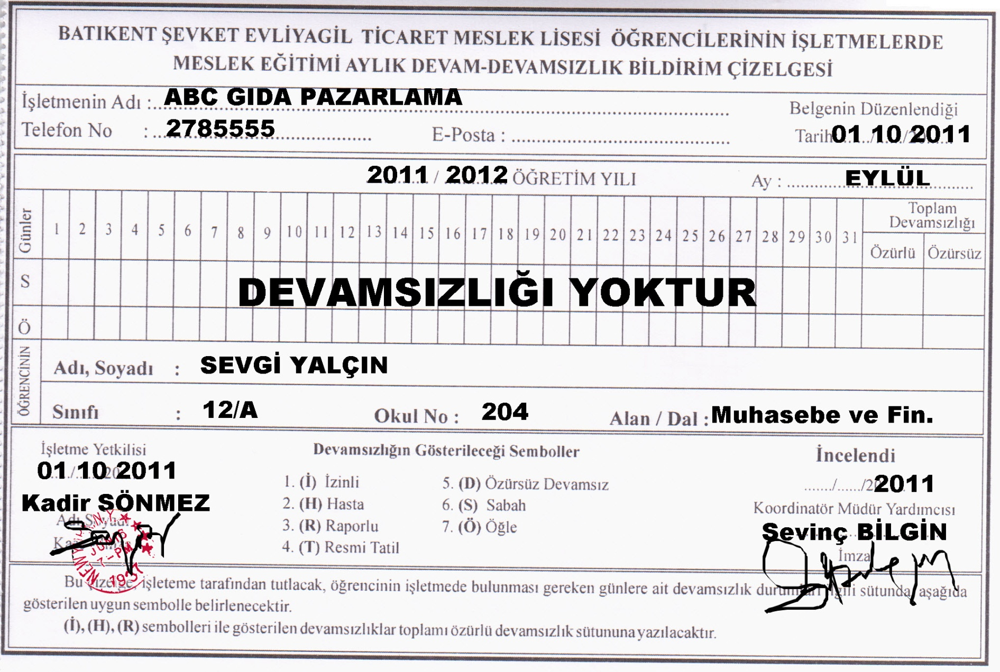 BATIKENT ŞEVKET EVLİYAGİL TİCARET MESLEK LİSESİ ÖĞRENCİLERİNİN İŞLETMELERDE
MESLEK EĞİTİMİ AYLIK DEVAM-DEVAMSIZLIK BİLDİRİM ÇİZELGESİ
İşletmenin Adı : ABC GIDA PAZARLAMA
Belgenin Düzenlendiği
Telefon No : 2785555 E-Posta : Tarih 01 10 2011
2011 / 2012 ÖĞRETİM YILI Ay : EYLÜL
Günler 1 2 3 4 5 6 7 8 9 10 11 12 13 14 15 16 17 18 19 20 21 22 23 24 25 26 27 28 29 30 31
Toplam
Devamsızlığı
Özürlü Özürsüz
S
DEVAMSIZLIĞI YOKTUR
Ö
ÖĞRENCİNİN
Adı, Soyadı : SEVGİ YALÇIN
Sınıfı : 12/A Okul No : 204 Alan / Dal : Muhasebe ve Fin.
İşletme Yetkilisi
01 10 2011
Kadir SÖNMEZ
Adı Soyadı
NEW N.Y.
JUN 15
7-PM
1937
Devamsızlığın Gösterileceği Semboller
1. (İ) İzinli
2. (H) Hasta
3. (R) Raporlu
4. (T) Resmi Tatil
5. (D) Özürsüz Devamsız
6. (S) Sabah
7. (Ö) Öğle
İncelendi
....../....../20 2011
Koordinatör Müdür Yardımcısı
Sevinç BİLGİN
İmza
Bu çizelge işleteme tarafından tutlacak, öğrencinin işletmede bulunması gereken günlere ait devamsızlık durumları ilgili sütunda aşağıda
gösterilen uygun sembolle belirlenecektir.
(İ), (H), (R) sembolleri ile gösterilen devamsızlıklar toplamı özürlü devamsızlık sütununa yazılacaktır.